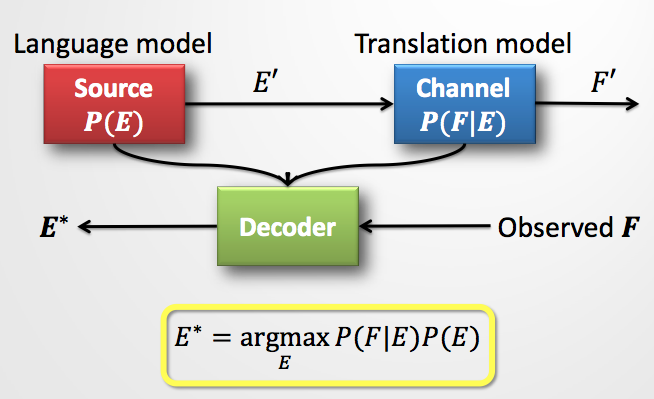 Language model
Translation model
Source
P(E)
E′
Channel
P(F|E)
F′
E*
Decoder
Observed F
E* = argmax P(F|E)P(E)
E